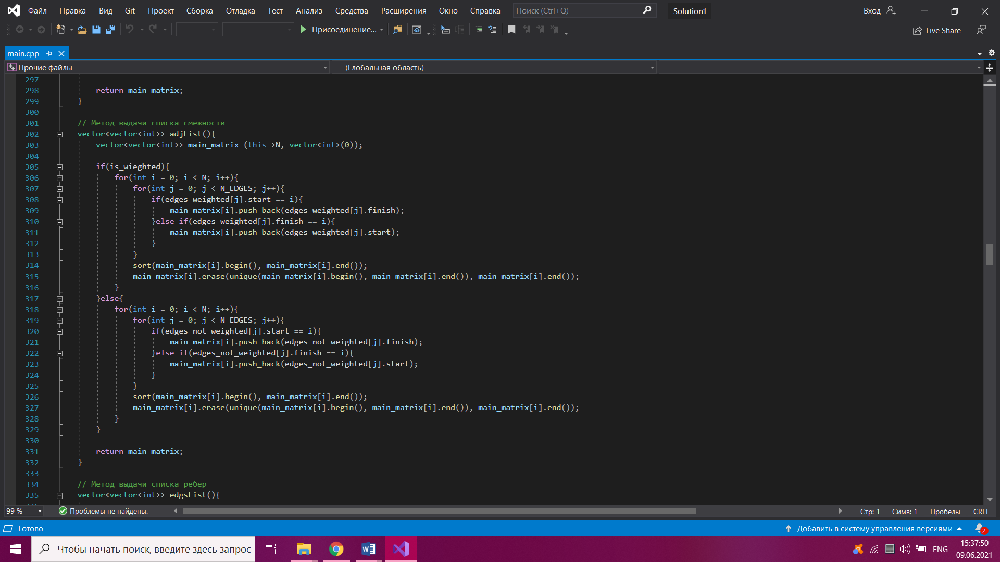 Файл Правка Вид Git Проект Сборка Отладка Тест Анализ Средства Расширения Окно Справка Поиск (Ctrl+Q) Solution1 Вход
Присоединение... Live Share
main.cpp
Прочие файлы (Глобальная область)
297
298 return main_matrix;
299 }
300
301 // Метод выдачи списка смежности
302 vector<vector<int>> adjList(){
303 vector<vector<int>> main_matrix (this->N, vector<int>(0));
304
305 if(is_wieghted){
306 for(int i = 0; i < N; i++){
307 for(int j = 0; j < N_EDGES; j++){
308 if(edges_weighted[j].start == i){
309 main_matrix[i].push_back(edges_weighted[j].finish);
310 }else if(edges_weighted[j].finish == i){
311 main_matrix[i].push_back(edges_weighted[j].start);
312 }
313 }
314 sort(main_matrix[i].begin(), main_matrix[i].end());
315 main_matrix[i].erase(unique(main_matrix[i].begin(), main_matrix[i].end()), main_matrix[i].end());
316 }
317 }else{
318 for(int i = 0; i < N; i++){
319 for(int j = 0; j < N_EDGES; j++){
320 if(edges_not_weighted[j].start == i){
321 main_matrix[i].push_back(edges_not_weighted[j].finish);
322 }else if(edges_not_weighted[j].finish == i){
323 main_matrix[i].push_back(edges_not_weighted[j].start);
324 }
325 }
326 sort(main_matrix[i].begin(), main_matrix[i].end());
327 main_matrix[i].erase(unique(main_matrix[i].begin(), main_matrix[i].end()), main_matrix[i].end());
328 }
329 }
330
331 return main_matrix;
332 }
333
334 // Метод выдачи списка ребер
335 vector<vector<int>> edgsList(){
99 % Проблемы не найдены. Стр: 1 Симв: 1 Пробелы CRLF
Готово Добавить в систему управления версиями 2
Чтобы начать поиск, введите здесь запрос ENG 15:37:50
09.06.2021